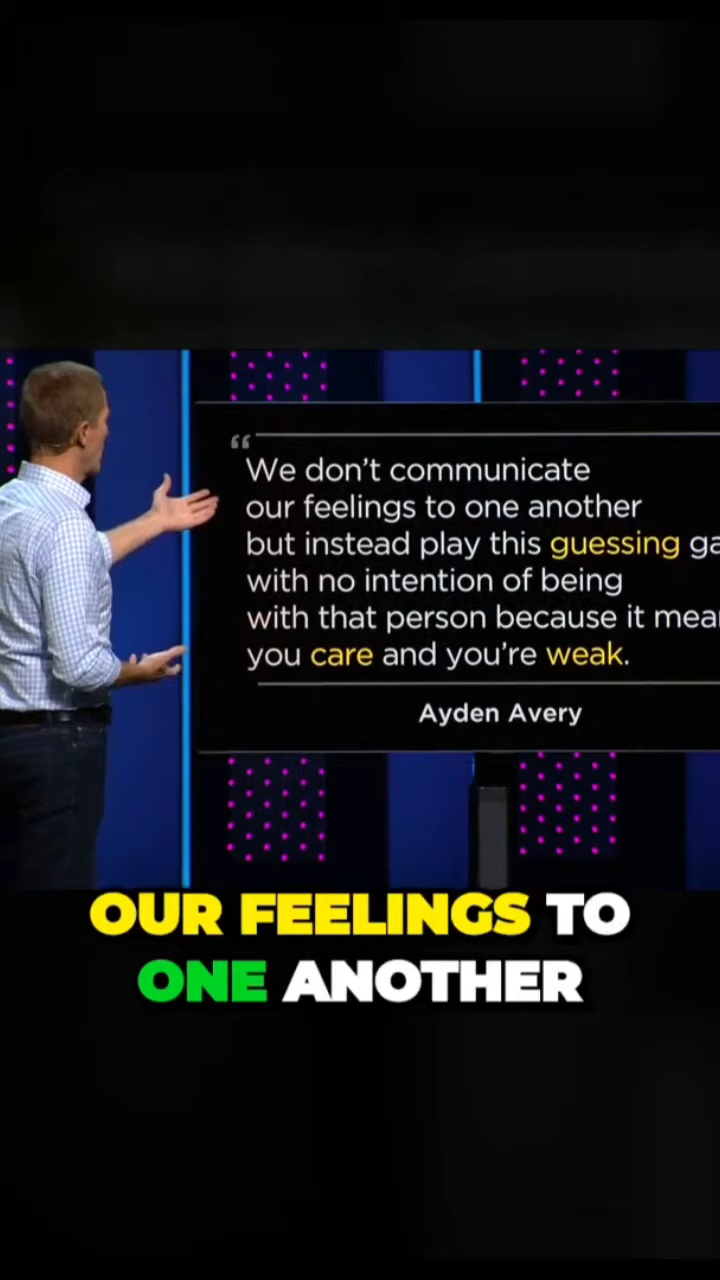 “
We don’t communicate
our feelings to one another
but instead play this guessing
with no intention of being
with that person because it
you care and you’re weak.
Ayden Avery
OUR FEELINGS TO
ONE ANOTHER